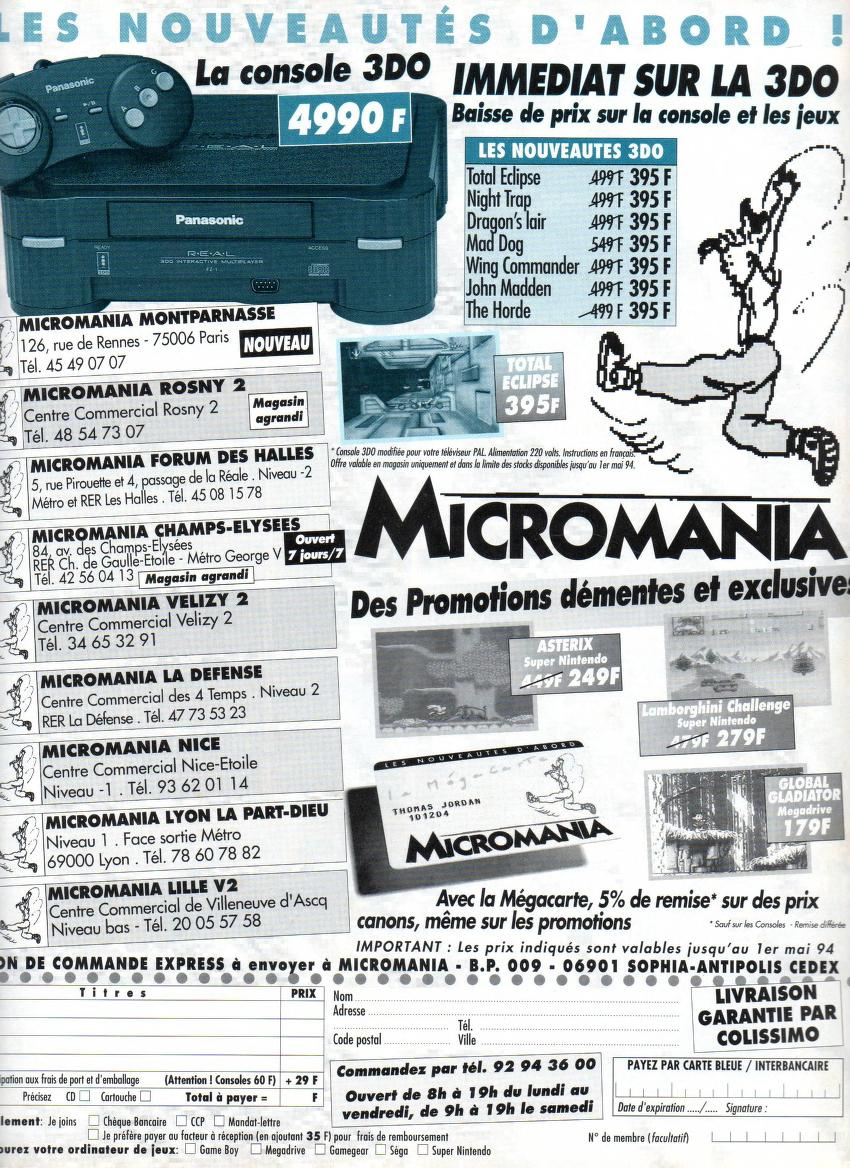 LES NOUVEAUTÉS D'ABORD !
La console 3DO
4990 F
Panasonic
A B C
R·E·A·L
Panasonic
READY
R·E·A·L
3DO INTERACTIVE MULTIPLAYER
FZ-1
ACCESS
IMMEDIAT SUR LA 3DO
Baisse de prix sur la console et les jeux
LES NOUVEAUTES 3DO
Total Eclipse 499 F 395 F
Night Trap 499 F 395 F
Dragon's lair 499 F 395 F
Mad Dog 549 F 395 F
Wing Commander 499 F 395 F
John Madden 499 F 395 F
The Horde 499 F 395 F
TOTAL
ECLIPSE
395F
* Console 3DO modifiée pour votre téléviseur PAL. Alimentation 220 volts. Instructions en français.
Offre valable en magasin uniquement et dans la limite des stocks disponibles jusqu'au 1er mai 94.
MICROMANIA MONTPARNASSE
126, rue de Rennes - 75006 Paris
Tél. 45 49 07 07
NOUVEAU
MICROMANIA ROSNY 2
Centre Commercial Rosny 2
Tél. 48 54 73 07
Magasin
agrandi
MICROMANIA FORUM DES HALLES
5, rue Pirouette et 4, passage de la Réale . Niveau -2
Métro et RER Les Halles . Tél. 45 08 15 78
MICROMANIA CHAMPS-ELYSEES
84, av. des Champs-Elysées
RER Ch. de Gaulle-Etoile - Métro George V
Tél. 42 56 04 13 Magasin agrandi
Ouvert
7 jours/7
MICROMANIA VELIZY 2
Centre Commercial Velizy 2
Tél. 34 65 32 91
MICROMANIA LA DEFENSE
Centre Commercial des 4 Temps . Niveau 2
RER La Défense . Tél. 47 73 53 23
MICROMANIA NICE
Centre Commercial Nice-Etoile
Niveau -1 . Tél. 93 62 01 14
MICROMANIA LYON LA PART-DIEU
Niveau 1 . Face sortie Métro
69000 Lyon . Tél. 78 60 78 82
MICROMANIA LILLE V2
Centre Commercial de Villeneuve d'Ascq
Niveau bas - Tél. 20 05 57 58
MICROMANIA
Des Promotions démentes et exclusives
ASTERIX
Super Nintendo
449F 249F
Lamborghini Challenge
Super Nintendo
479F 279F
GLOBAL
GLADIATOR
Megadrive
179F
LES NOUVEAUTES D'ABORD
la Mégacarte
THOMAS JORDAN
101204
MICROMANIA
Avec la Mégacarte, 5% de remise* sur des prix
canons, même sur les promotions
* Sauf sur les Consoles - Remise différée
IMPORTANT : Les prix indiqués sont valables jusqu'au 1er mai 94
ON DE COMMANDE EXPRESS à envoyer à MICROMANIA - B.P. 009 - 06901 SOPHIA-ANTIPOLIS CEDEX
Titres PRIX
ipation aux frais de port et d'emballage (Attention ! Consoles 60 F) + 29 F
Précisez CD Cartouche Total à payer = F
Nom
Adresse
Tél.
Code postal Ville
LIVRAISON
GARANTIE PAR
COLISSIMO
Commandez par tél. 92 94 36 00
Ouvert de 8h à 19h du lundi au
vendredi, de 9h à 19h le samedi
PAYEZ PAR CARTE BLEUE / INTERBANCAIRE
Date d'expiration ...../..... Signature :
N° de membre (facultatif)
lement: Je joins Chèque Bancaire CCP Mandat-lettre
Je préfère payer au facteur à réception (en ajoutant 35 F) pour frais de remboursement
ourez votre ordinateur de jeux: Game Boy Megadrive Gamegear Séga Super Nintendo